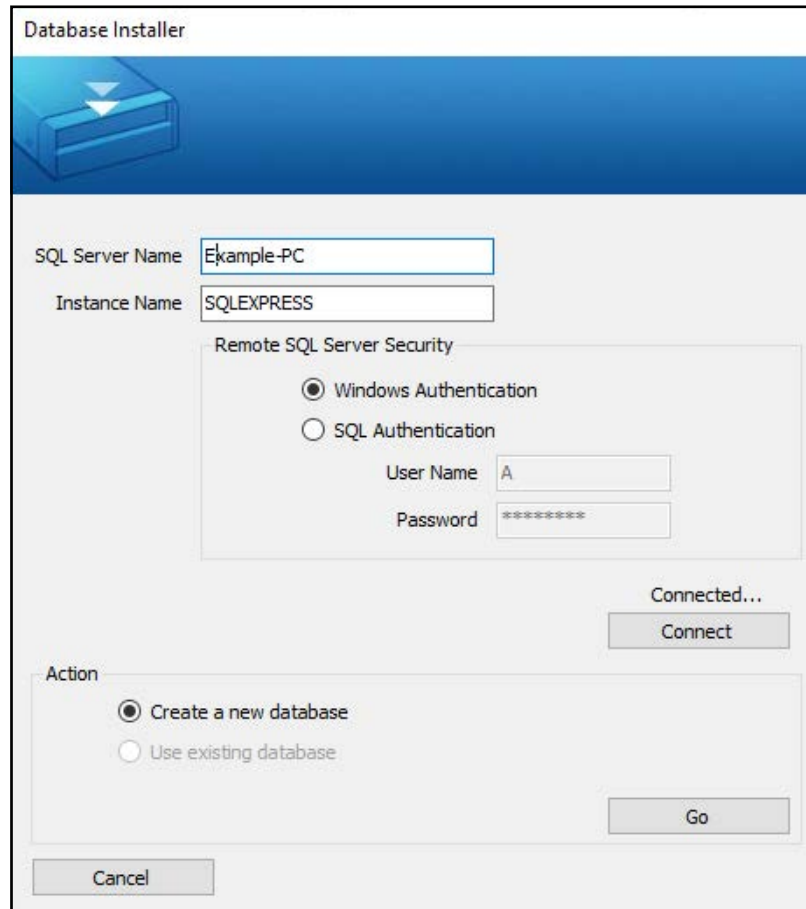 Database Installer
SQL Server Name Example-PC
Instance Name SQLEXPRESS
Remote SQL Server Security
Windows Authentication
SQL Authentication
User Name A
Password ********
Connected...
Connect
Action
Create a new database
Use existing database
Go
Cancel